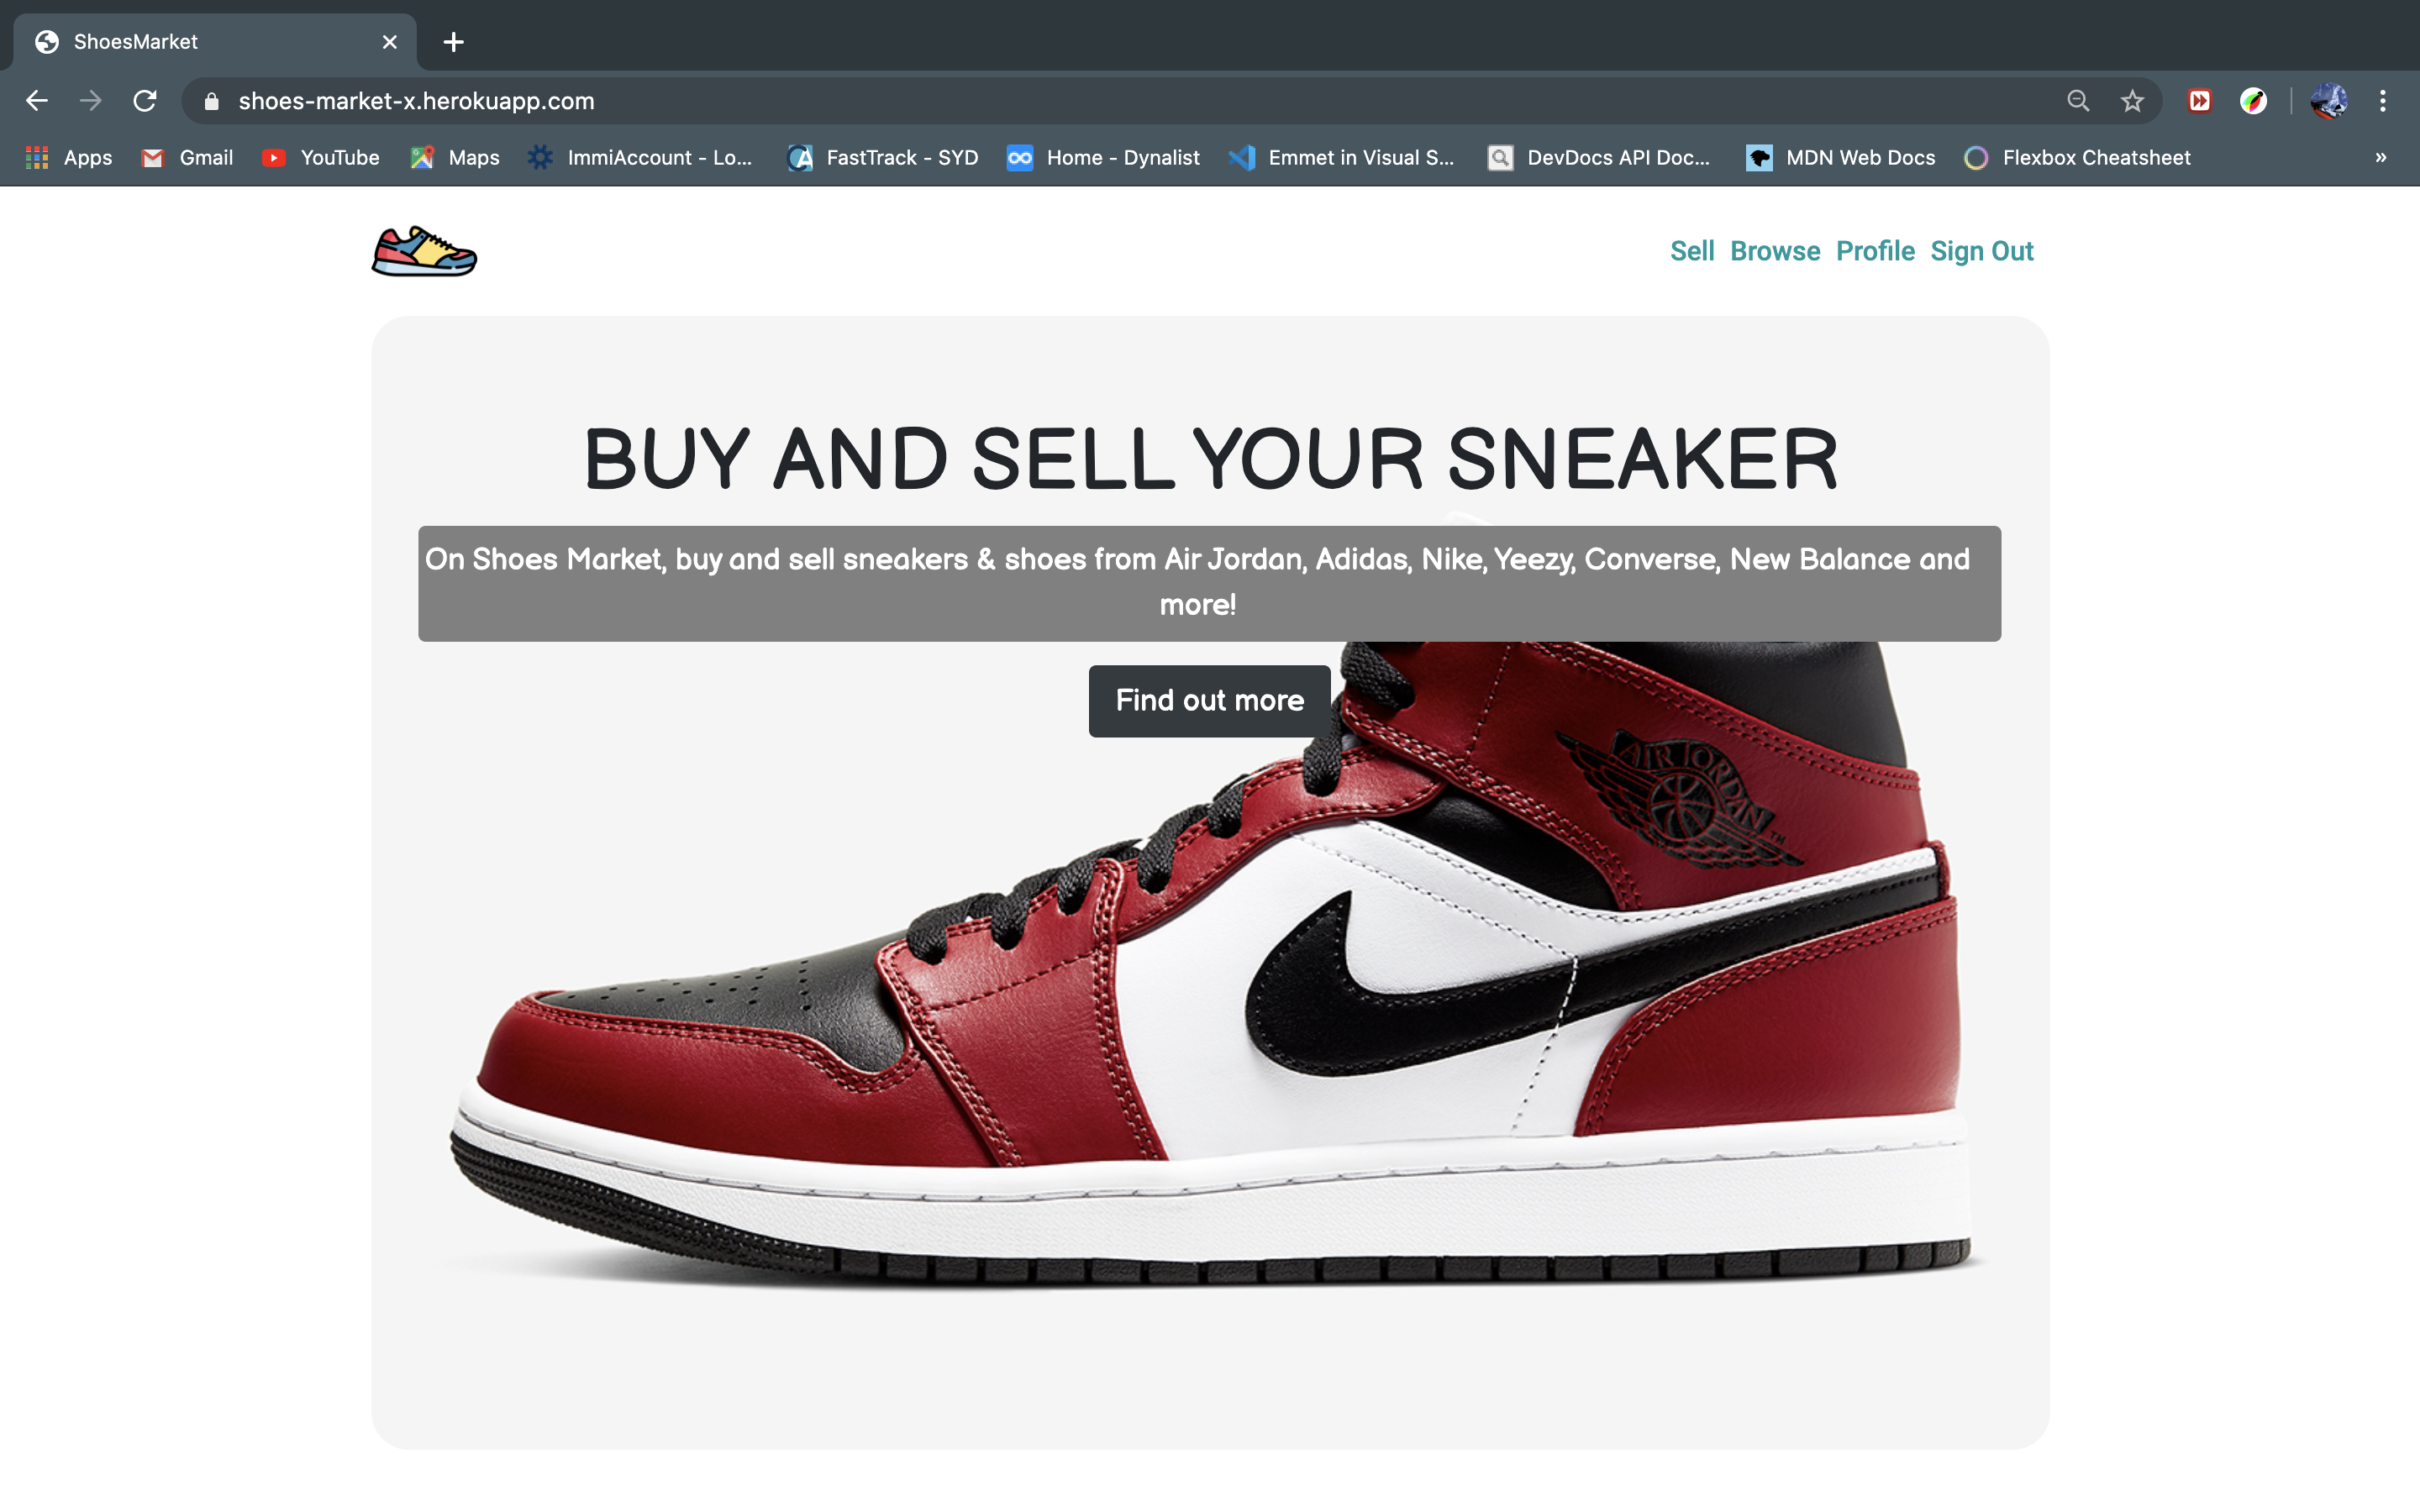 ShoesMarket
shoes-market-x.herokuapp.com
Apps Gmail YouTube Maps ImmiAccount - Lo... FastTrack - SYD Home - Dynalist Emmet in Visual S... DevDocs API Doc... MDN Web Docs Flexbox Cheatsheet »
Sell Browse Profile Sign Out
BUY AND SELL YOUR SNEAKER
On Shoes Market, buy and sell sneakers & shoes from Air Jordan, Adidas, Nike, Yeezy, Converse, New Balance and
more!
Find out more
AIR JORDAN TM